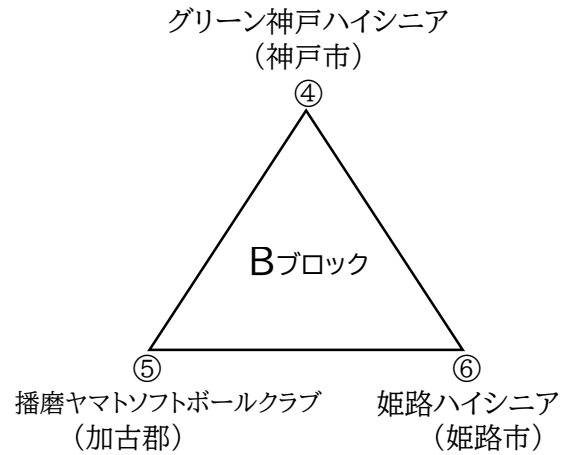 グリーン神戸ハイシニア
（神戸市）
④
Bブロック
⑤
⑥
播磨ヤマトソフトボールクラブ
（加古郡）
姫路ハイシニア
（姫路市）